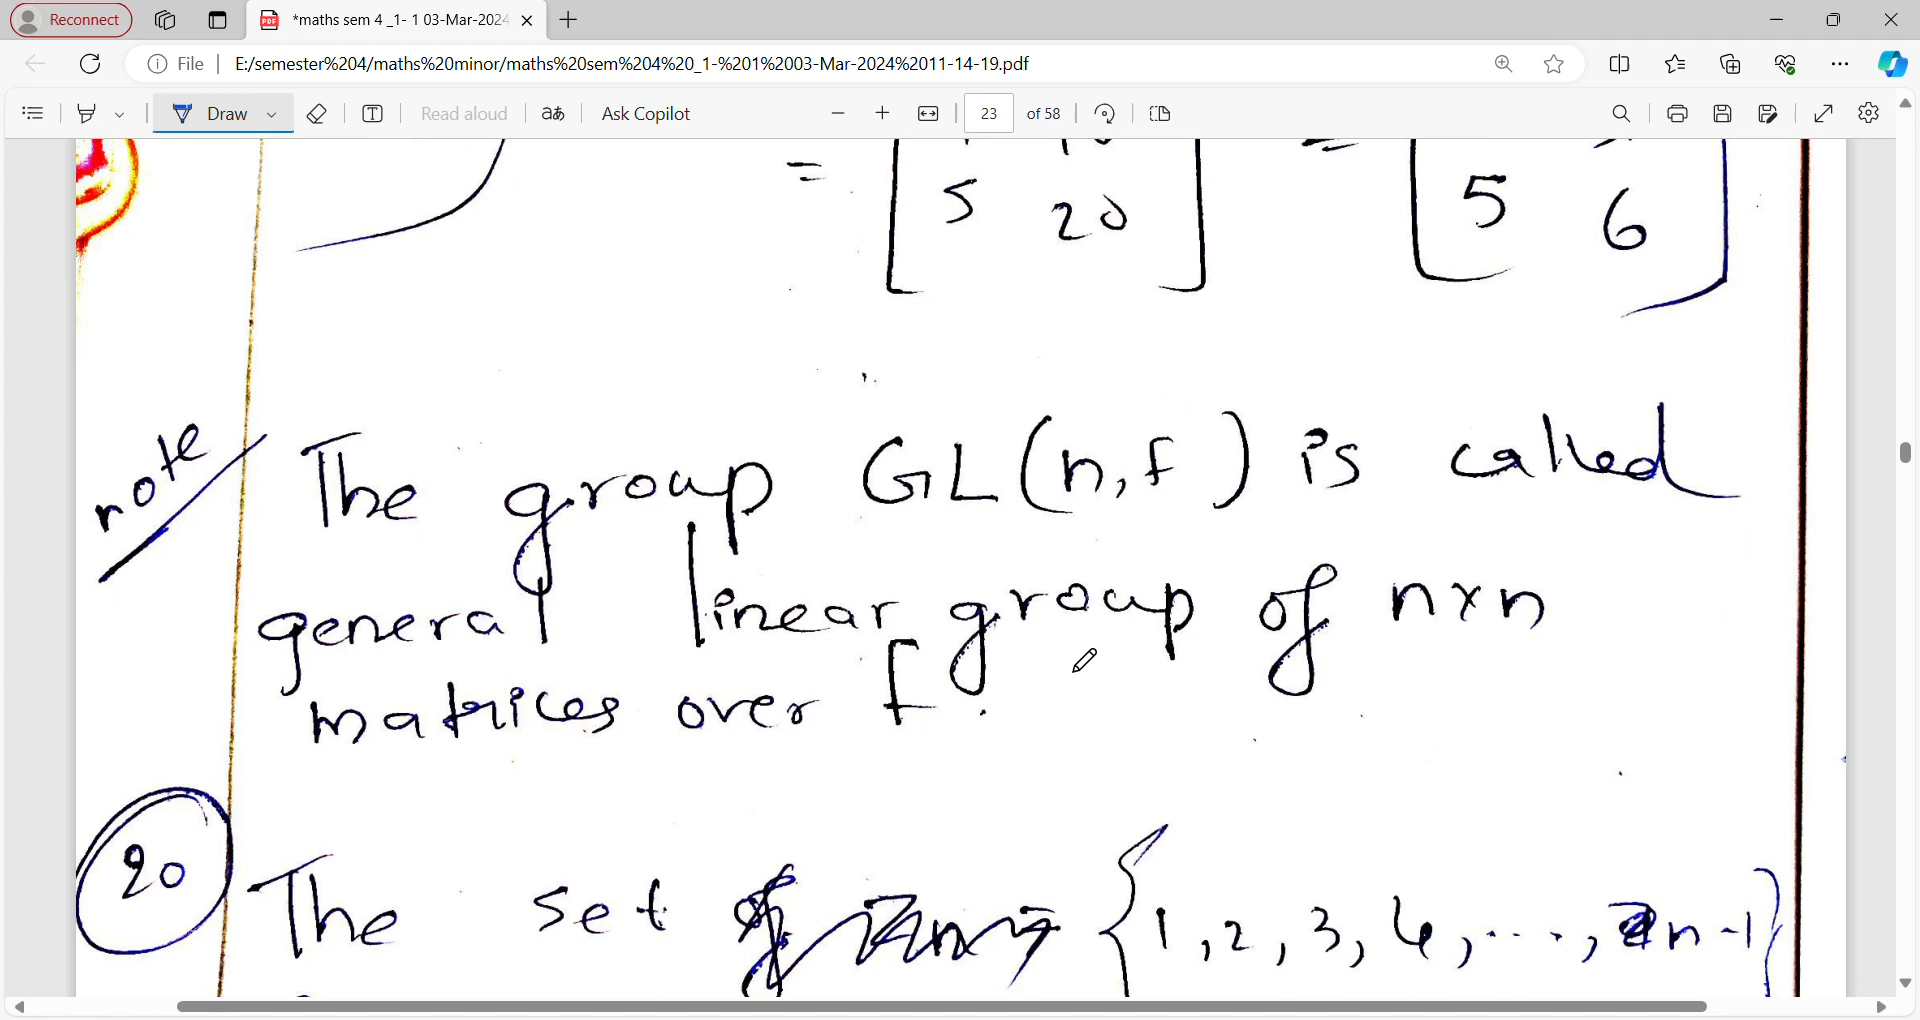 Reconnect
*maths sem 4 _1- 1 03-Mar-2024
File E:/semester%204/maths%20minor/maths%20sem%204%20_1-%201%2003-Mar-2024%2011-14-19.pdf
Draw Read aloud aあ Ask Copilot 23 of 58
= [ 5 20 ] = [ 5 6 ]
note The group GL(n,F) is called
general linear group of n×n
matrices over F.
20 The set {1,2,3,4,...., n-1}